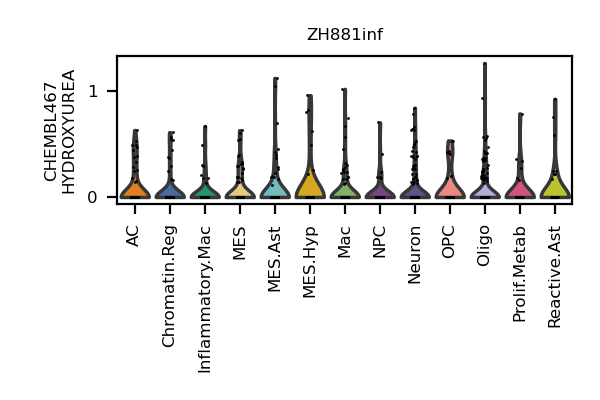 ZH881inf
CHEMBL467
HYDROXYUREA
1
0
AC
Chromatin.Reg
Inflammatory.Mac
MES
MES.Ast
MES.Hyp
Mac
NPC
Neuron
OPC
Oligo
Prolif.Metab
Reactive.Ast